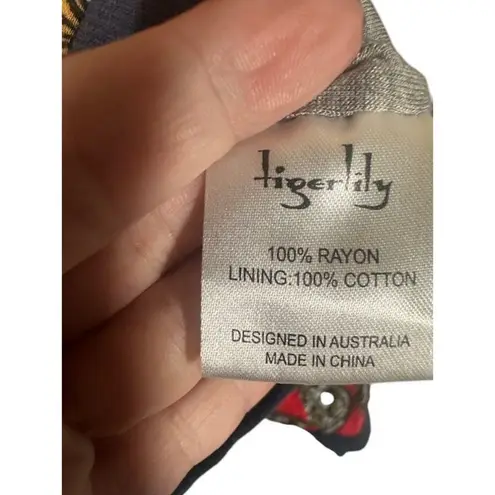 tigerlily
100% RAYON
LINING:100% COTTON
DESIGNED IN AUSTRALIA
MADE IN CHINA